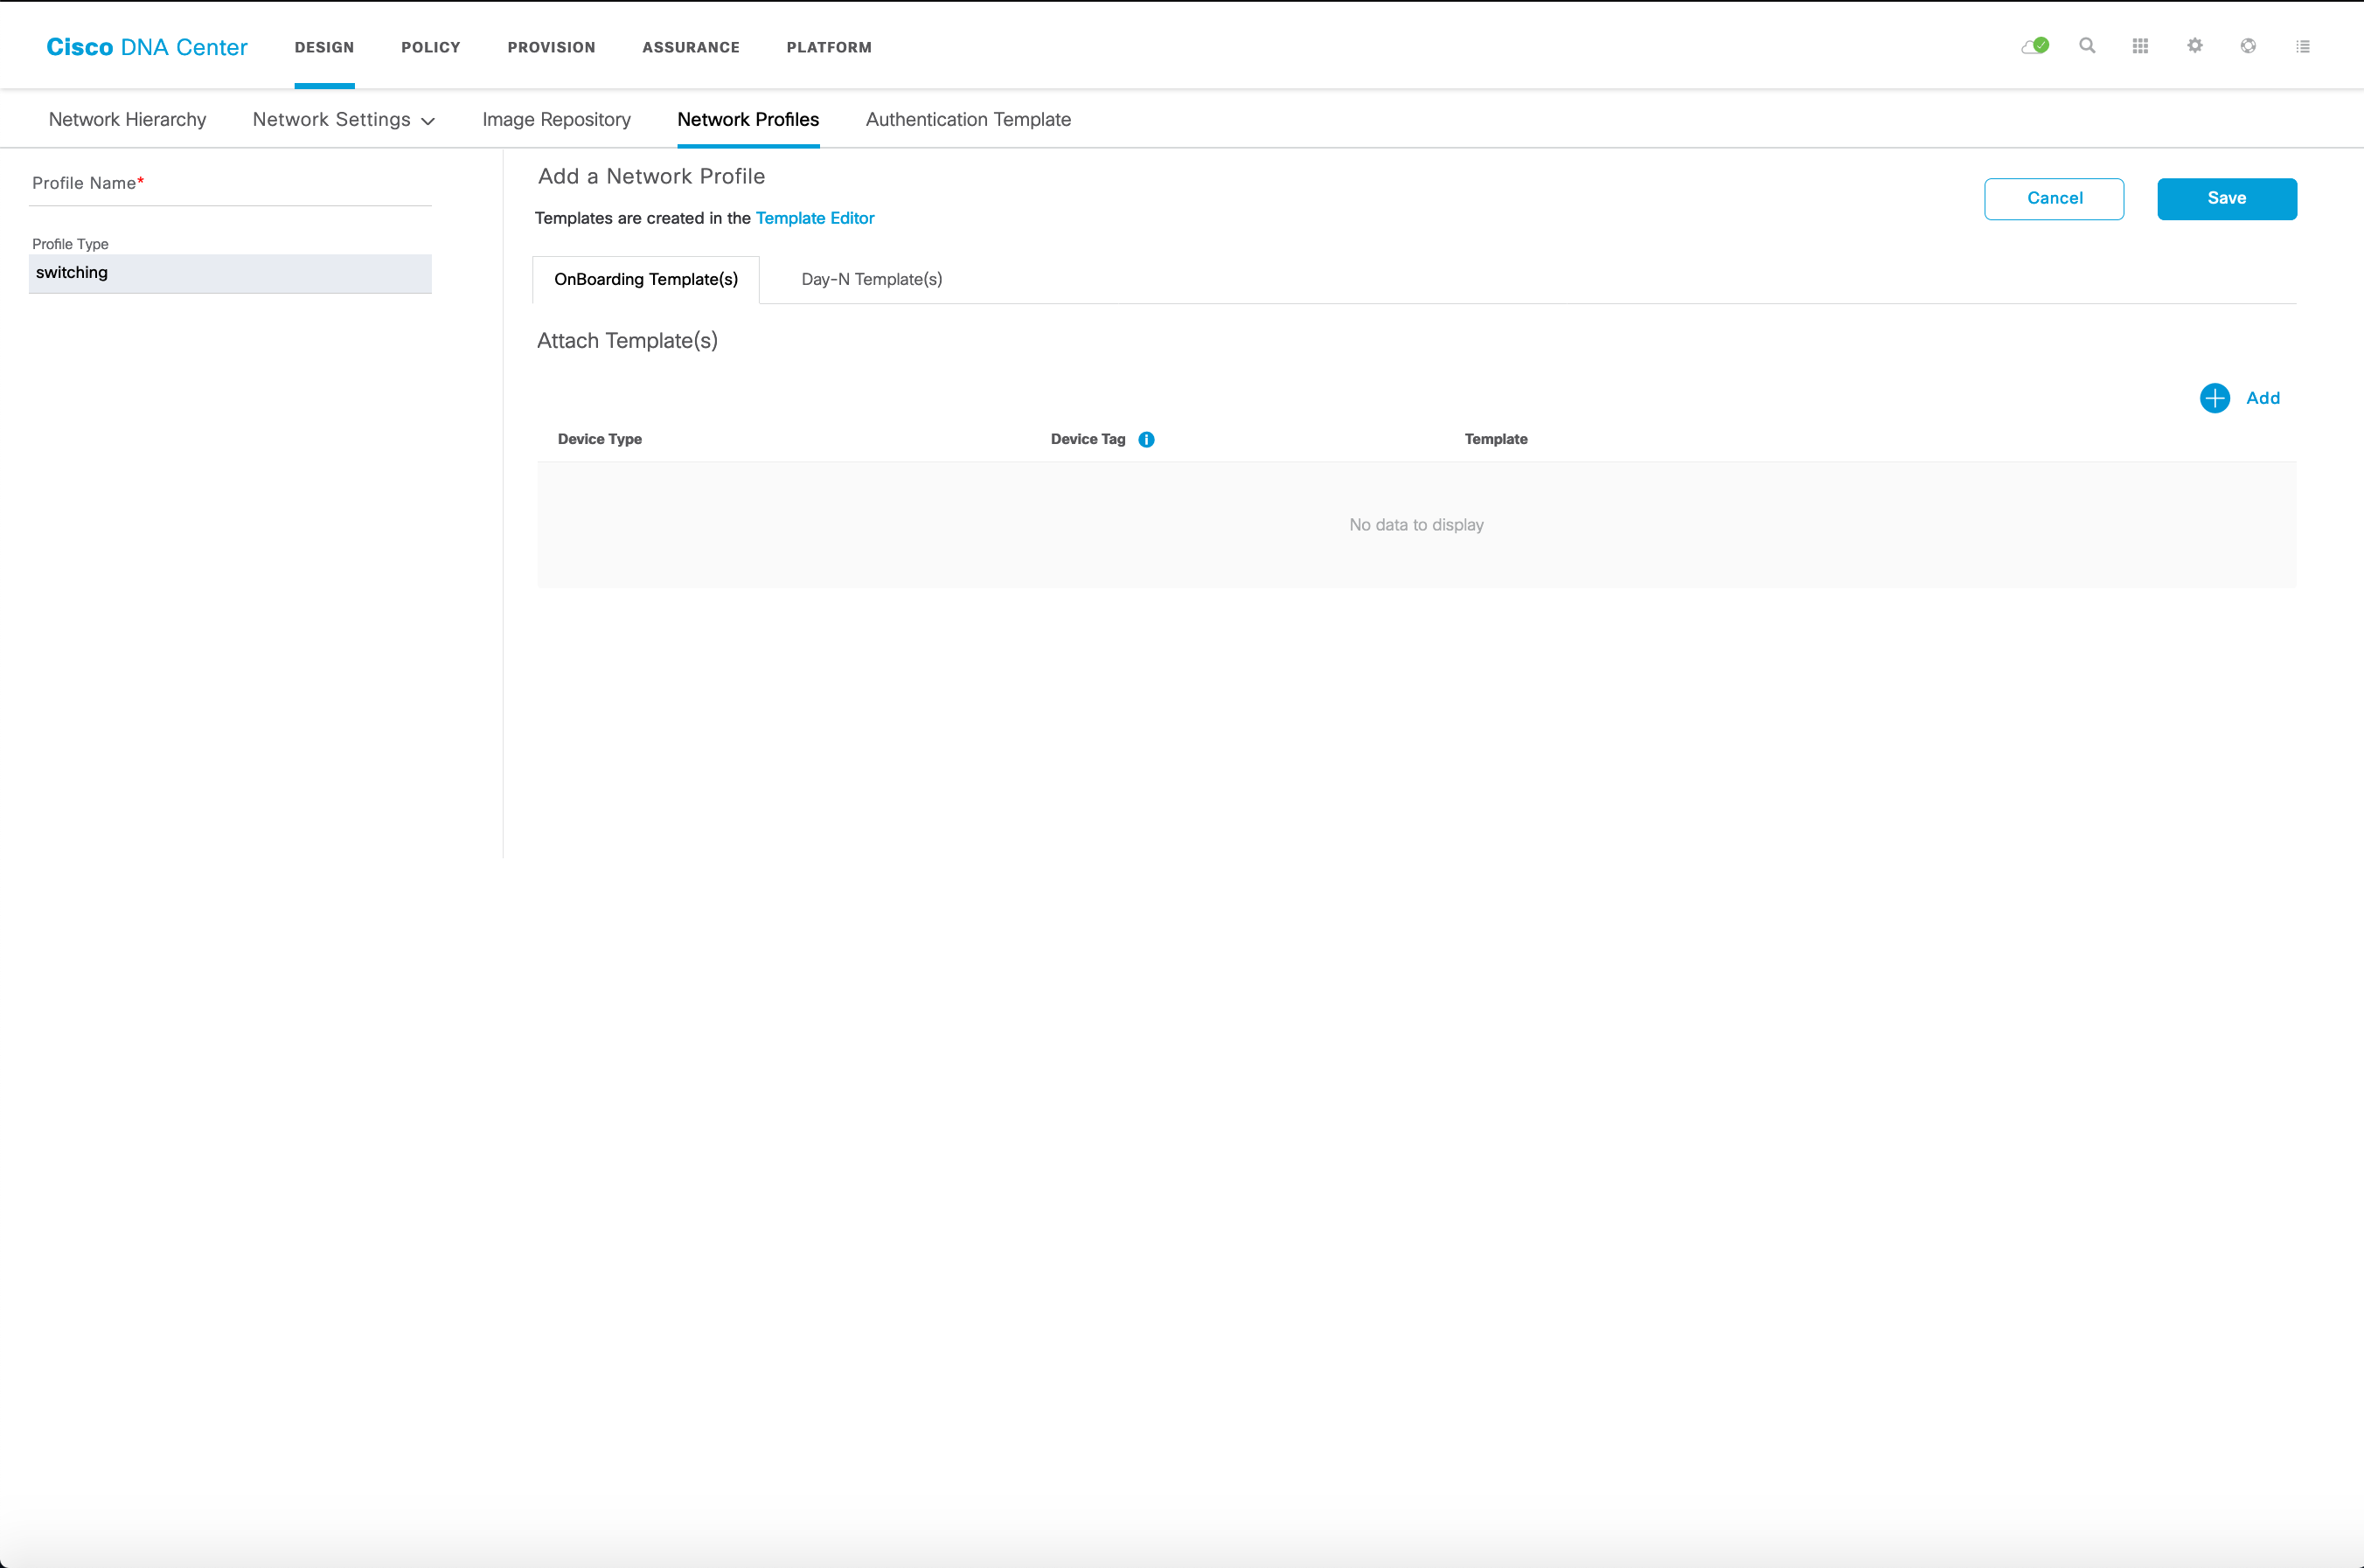 Cisco DNA Center DESIGN POLICY PROVISION ASSURANCE PLATFORM
Network Hierarchy Network Settings Image Repository Network Profiles Authentication Template
Profile Name*
Profile Type
switching
Add a Network Profile
Cancel Save
Templates are created in the Template Editor
OnBoarding Template(s) Day-N Template(s)
Attach Template(s)
Add
Device Type Device Tag i Template
No data to display